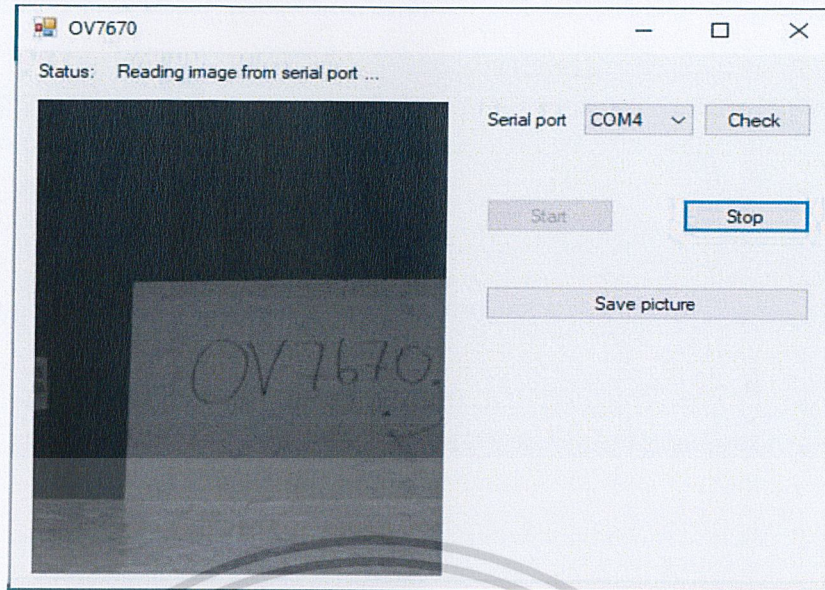 OV7670
Status: Reading image from serial port ...
Serial port COM4 Check
Start Stop
Save picture
OV7670.